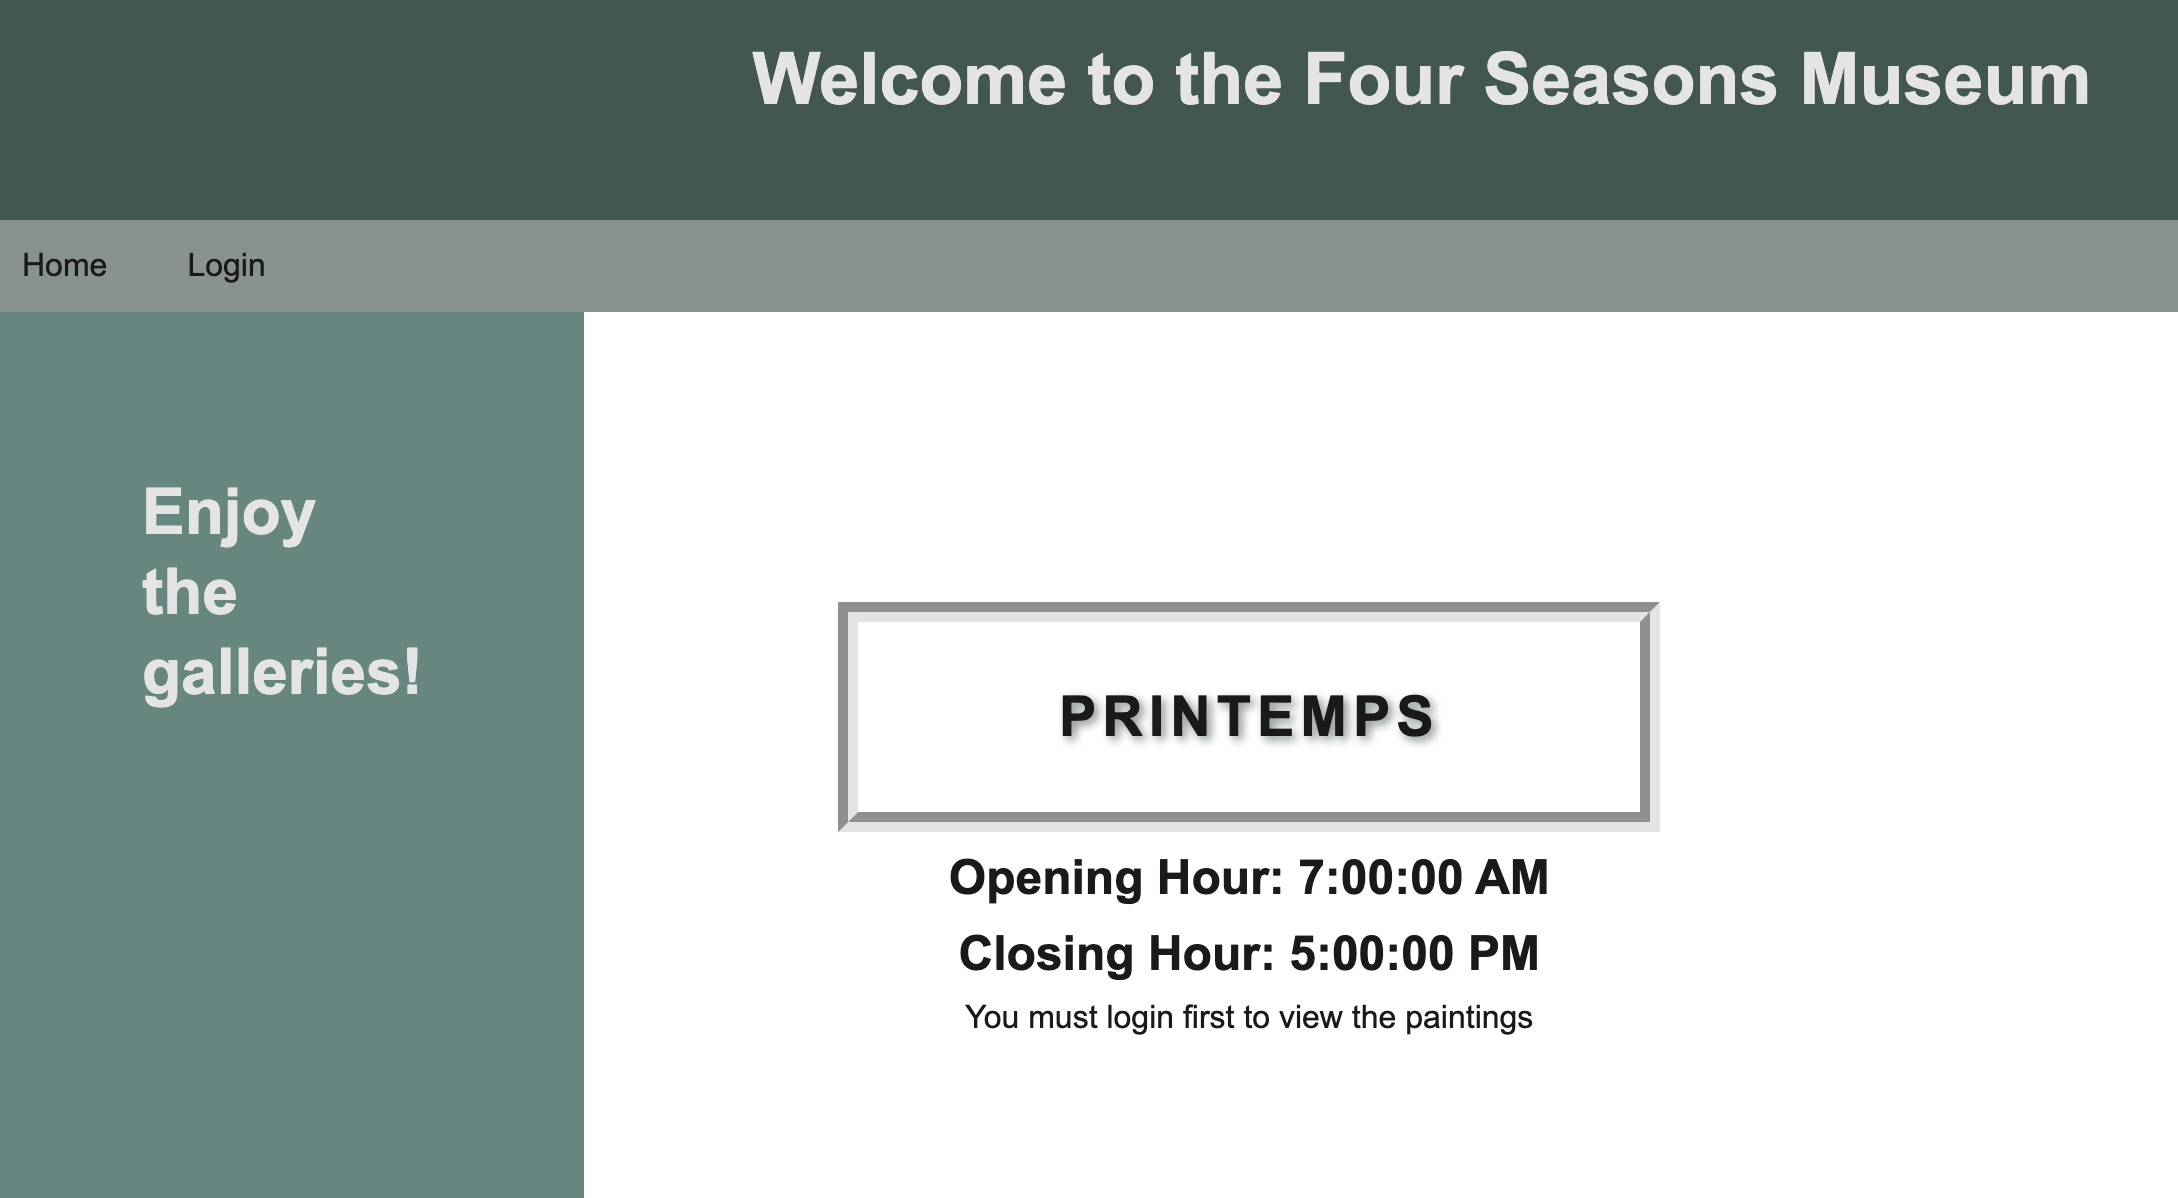 Welcome to the Four Seasons Museum
Home
Login
Enjoy
the
galleries!
PRINTEMPS
Opening Hour: 7:00:00 AM
Closing Hour: 5:00:00 PM
You must login first to view the paintings